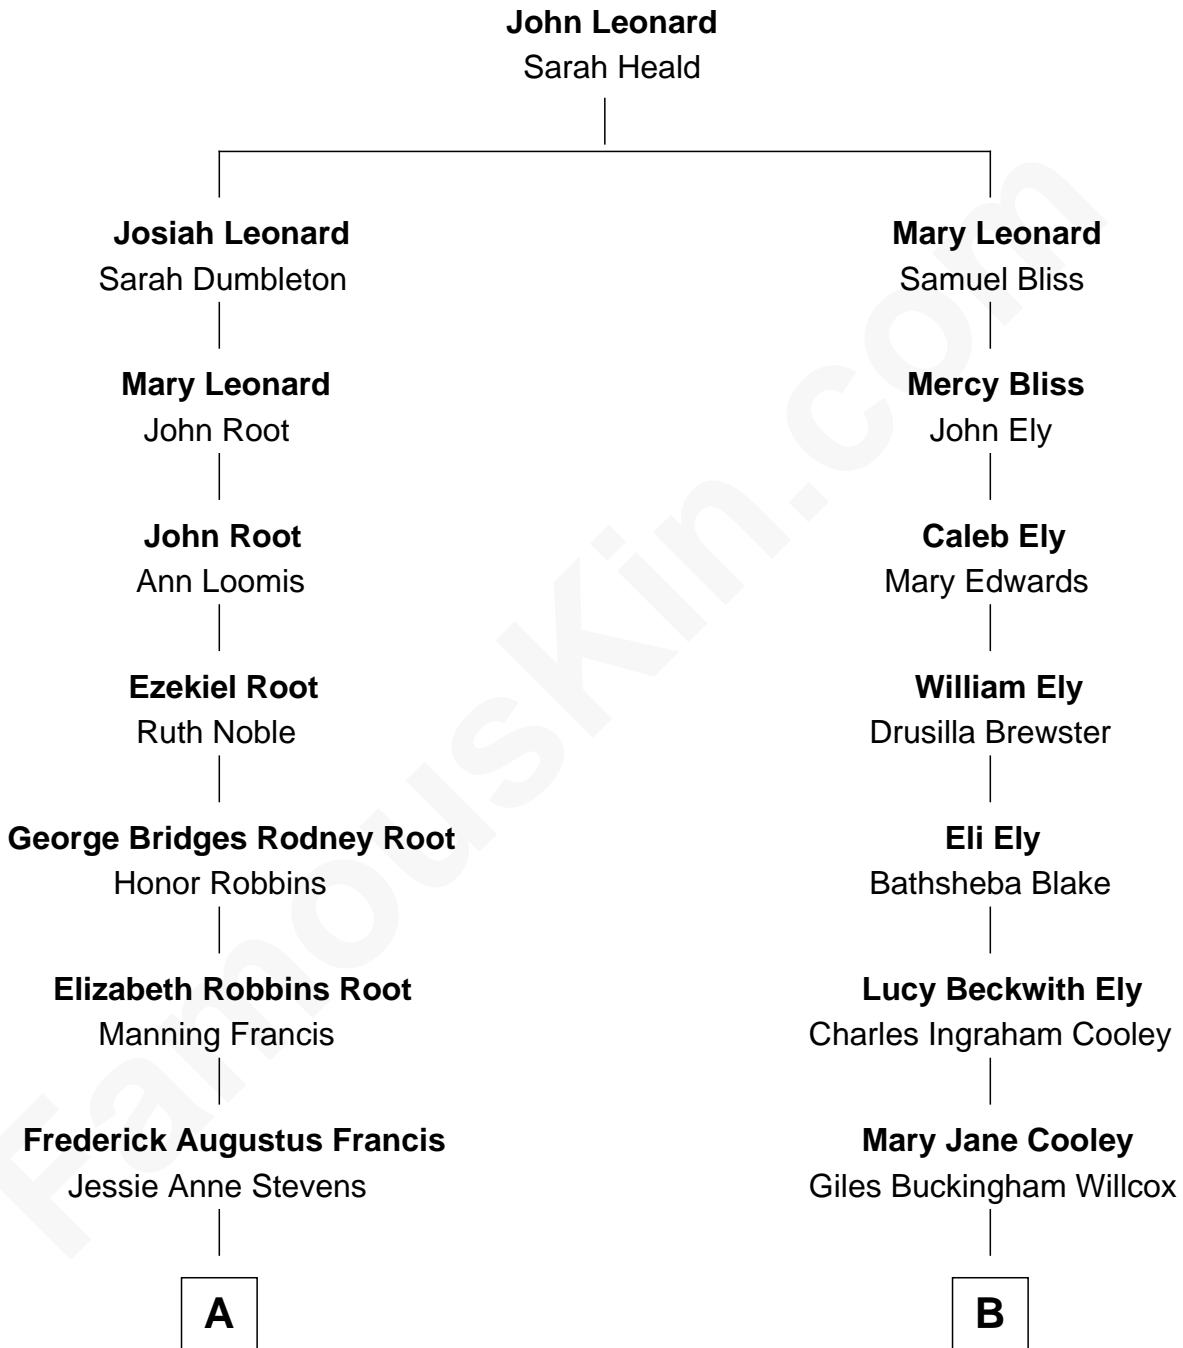 John Leonard
Sarah Heald
Josiah Leonard
Sarah Dumbleton
Mary Leonard
Samuel Bliss
Mary Leonard
John Root
Mercy Bliss
John Ely
John Root
Ann Loomis
Caleb Ely
Mary Edwards
Ezekiel Root
Ruth Noble
William Ely
Drusilla Brewster
George Bridges Rodney Root
Honor Robbins
Eli Ely
Bathsheba Blake
Elizabeth Robbins Root
Manning Francis
Lucy Beckwith Ely
Charles Ingraham Cooley
Frederick Augustus Francis
Jessie Anne Stevens
Mary Jane Cooley
Giles Buckingham Willcox
A
B
FamousKin.com